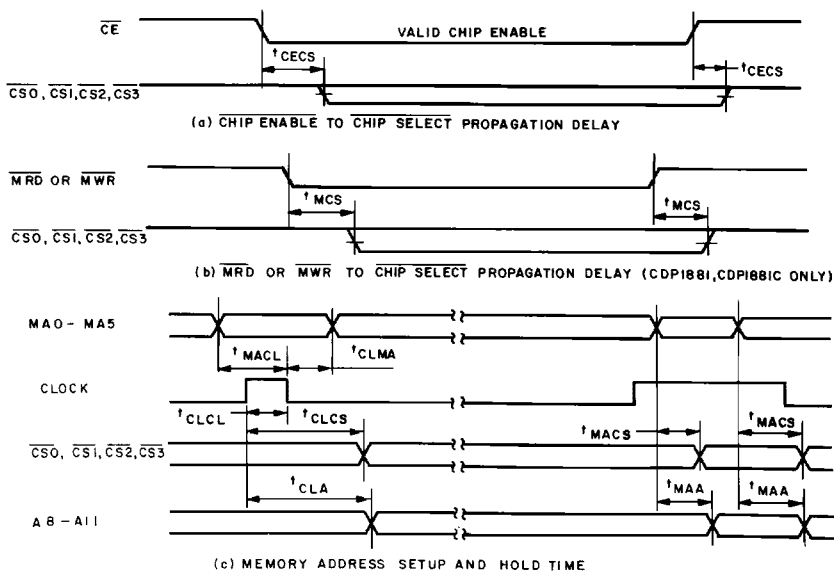 CE
VALID CHIP ENABLE
tCECS
tCECS
CS0, CS1, CS2, CS3
(a) CHIP ENABLE TO CHIP SELECT PROPAGATION DELAY
MRD OR MWR
tMCS
tMCS
CS0, CS1, CS2, CS3
(b) MRD OR MWR TO CHIP SELECT PROPAGATION DELAY (CDP1881, CDP1881C ONLY)
MA0 - MA5
tMACL
tCLMA
CLOCK
tCLCL
tCLCS
tMACS
tMACS
CS0, CS1, CS2, CS3
tCLA
tMAA
tMAA
A8 - A11
(c) MEMORY ADDRESS SETUP AND HOLD TIME